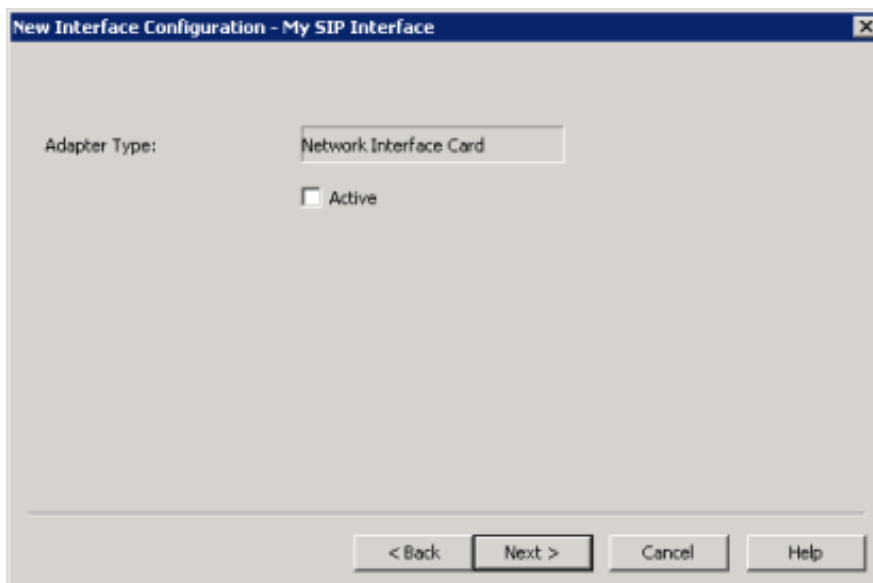 New Interface Configuration - My SIP Interface
Adapter Type:
Network Interface Card
Active
< Back
Next >
Cancel
Help